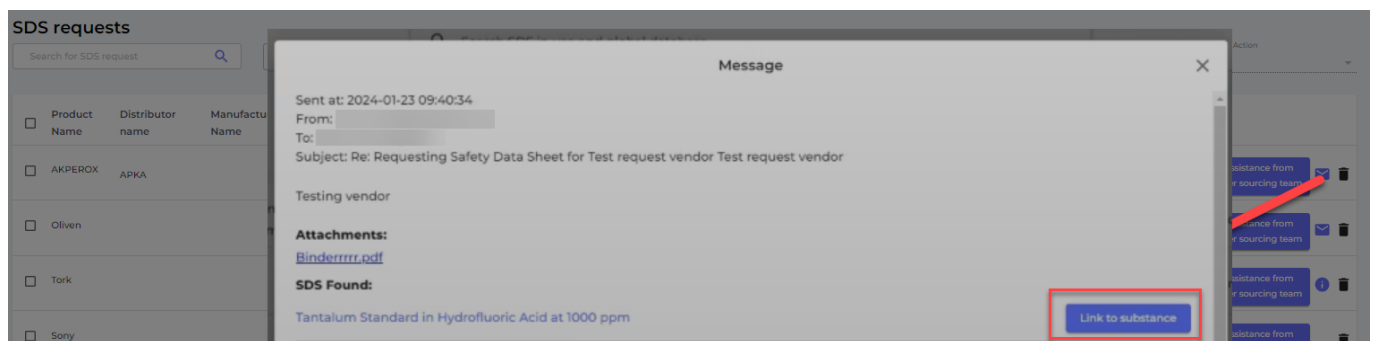 SDS requests
Search for SDS request
Action
Message
Sent at: 2024-01-23 09:40:34
From:
To:
Subject: Re: Requesting Safety Data Sheet for Test request vendor Test request vendor
Testing vendor
Attachments:
Binderrrrr.pdf
SDS Found:
Tantalum Standard in Hydrofluoric Acid at 1000 ppm
Link to substance
Product
Name
Distributor
name
Manufactu
Name
AKPEROX
APKA
Oliven
Tork
Sony
ssistance from
r sourcing team
stance from
r sourcing team
ssistance from
r sourcing team
ssistance from